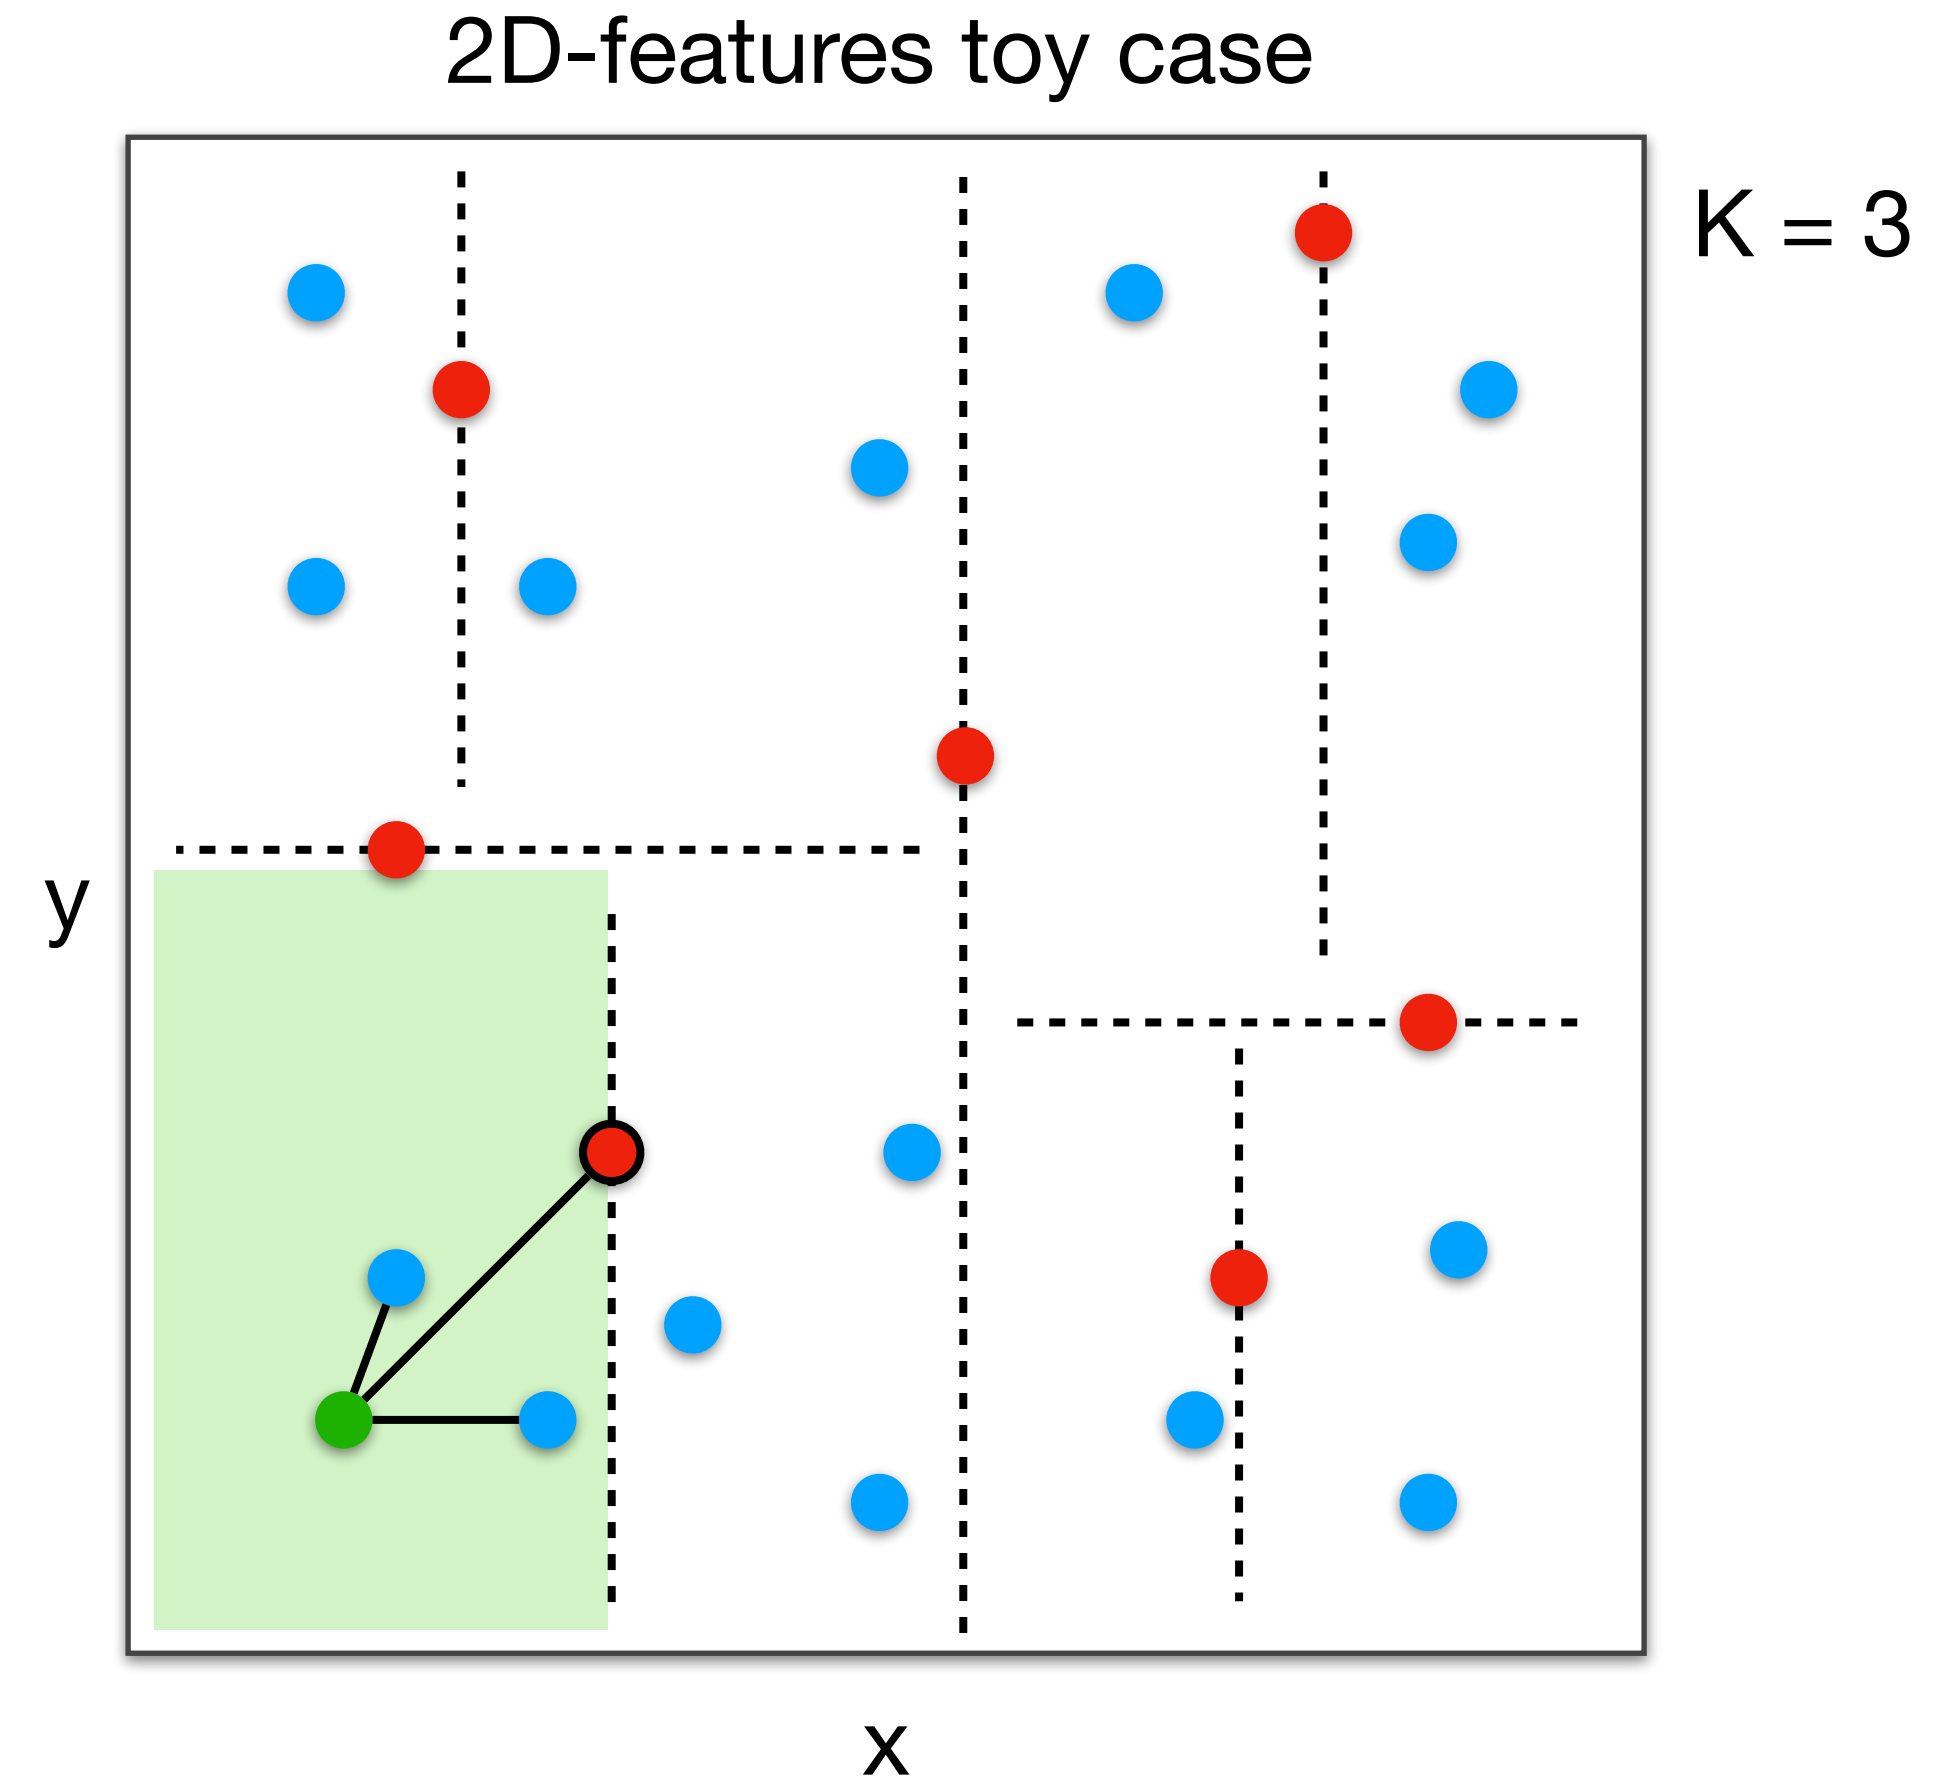 2D-features toy case
K = 3
y
x